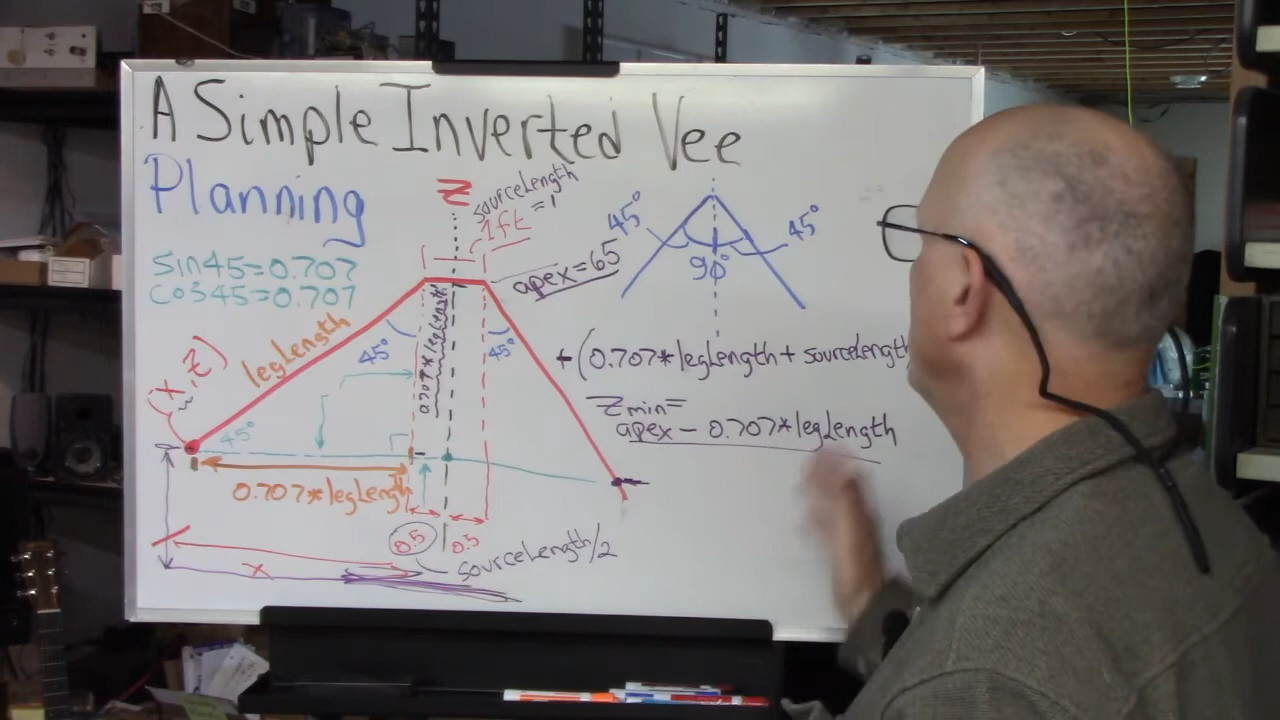 A Simple Inverted Vee
Planning
Sin45=0.707
Cos45=0.707
Z
sourceLength
1ft = 1'
apex=65
45°
45°
90°
legLength
(x,z)
45°
45°
45°
0.707*legLength
0.707*legLength
+(0.707*legLength+sourceLength
Zmin=
apex - 0.707*legLength
0.5
0.5
sourceLength/2
X